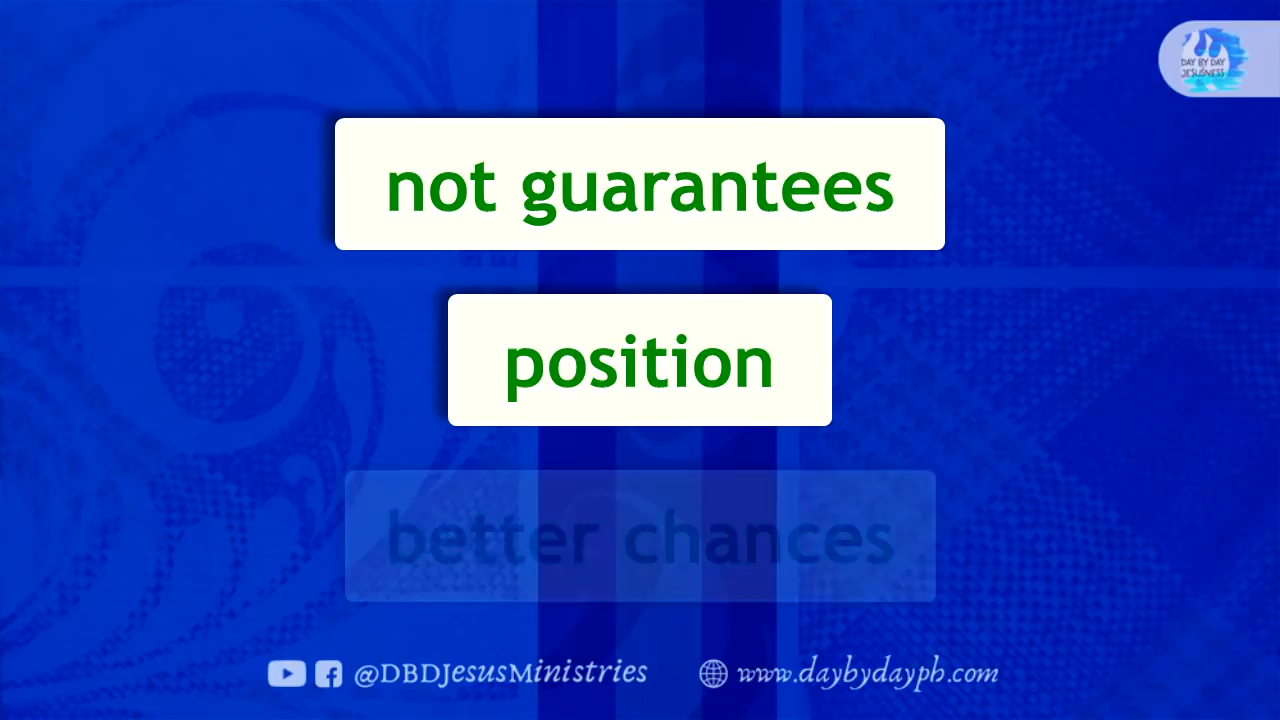 DAY BY DAY
JESUSNESS
not guarantees
position
better chances
@DBDJesusMinistries
www.daybydayph.com